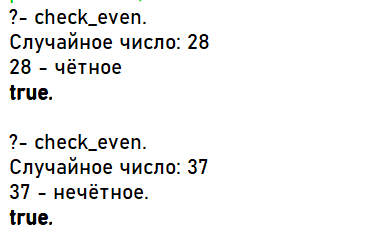 ?- check_even.
Случайное число: 28
28 - чётное
true.
?- check_even.
Случайное число: 37
37 - нечётное.
true.